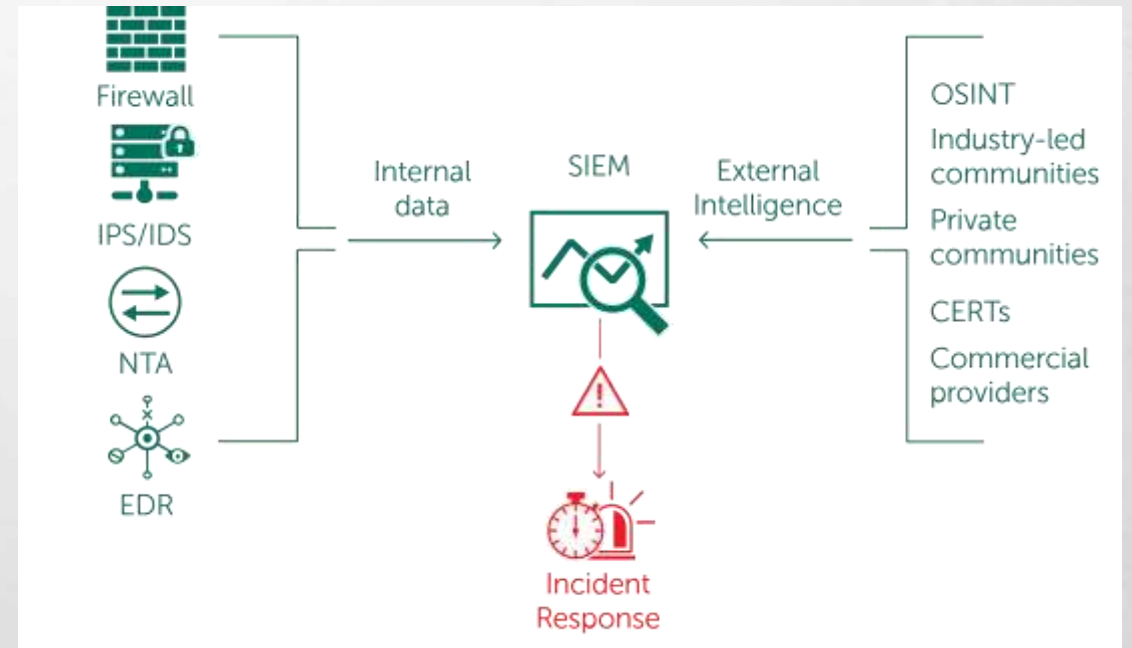 Firewall
IPS/IDS
NTA
EDR
Internal
data
SIEM
External
Intelligence
OSINT
Industry-led
communities
Private
communities
CERTs
Commercial
providers
Incident
Response